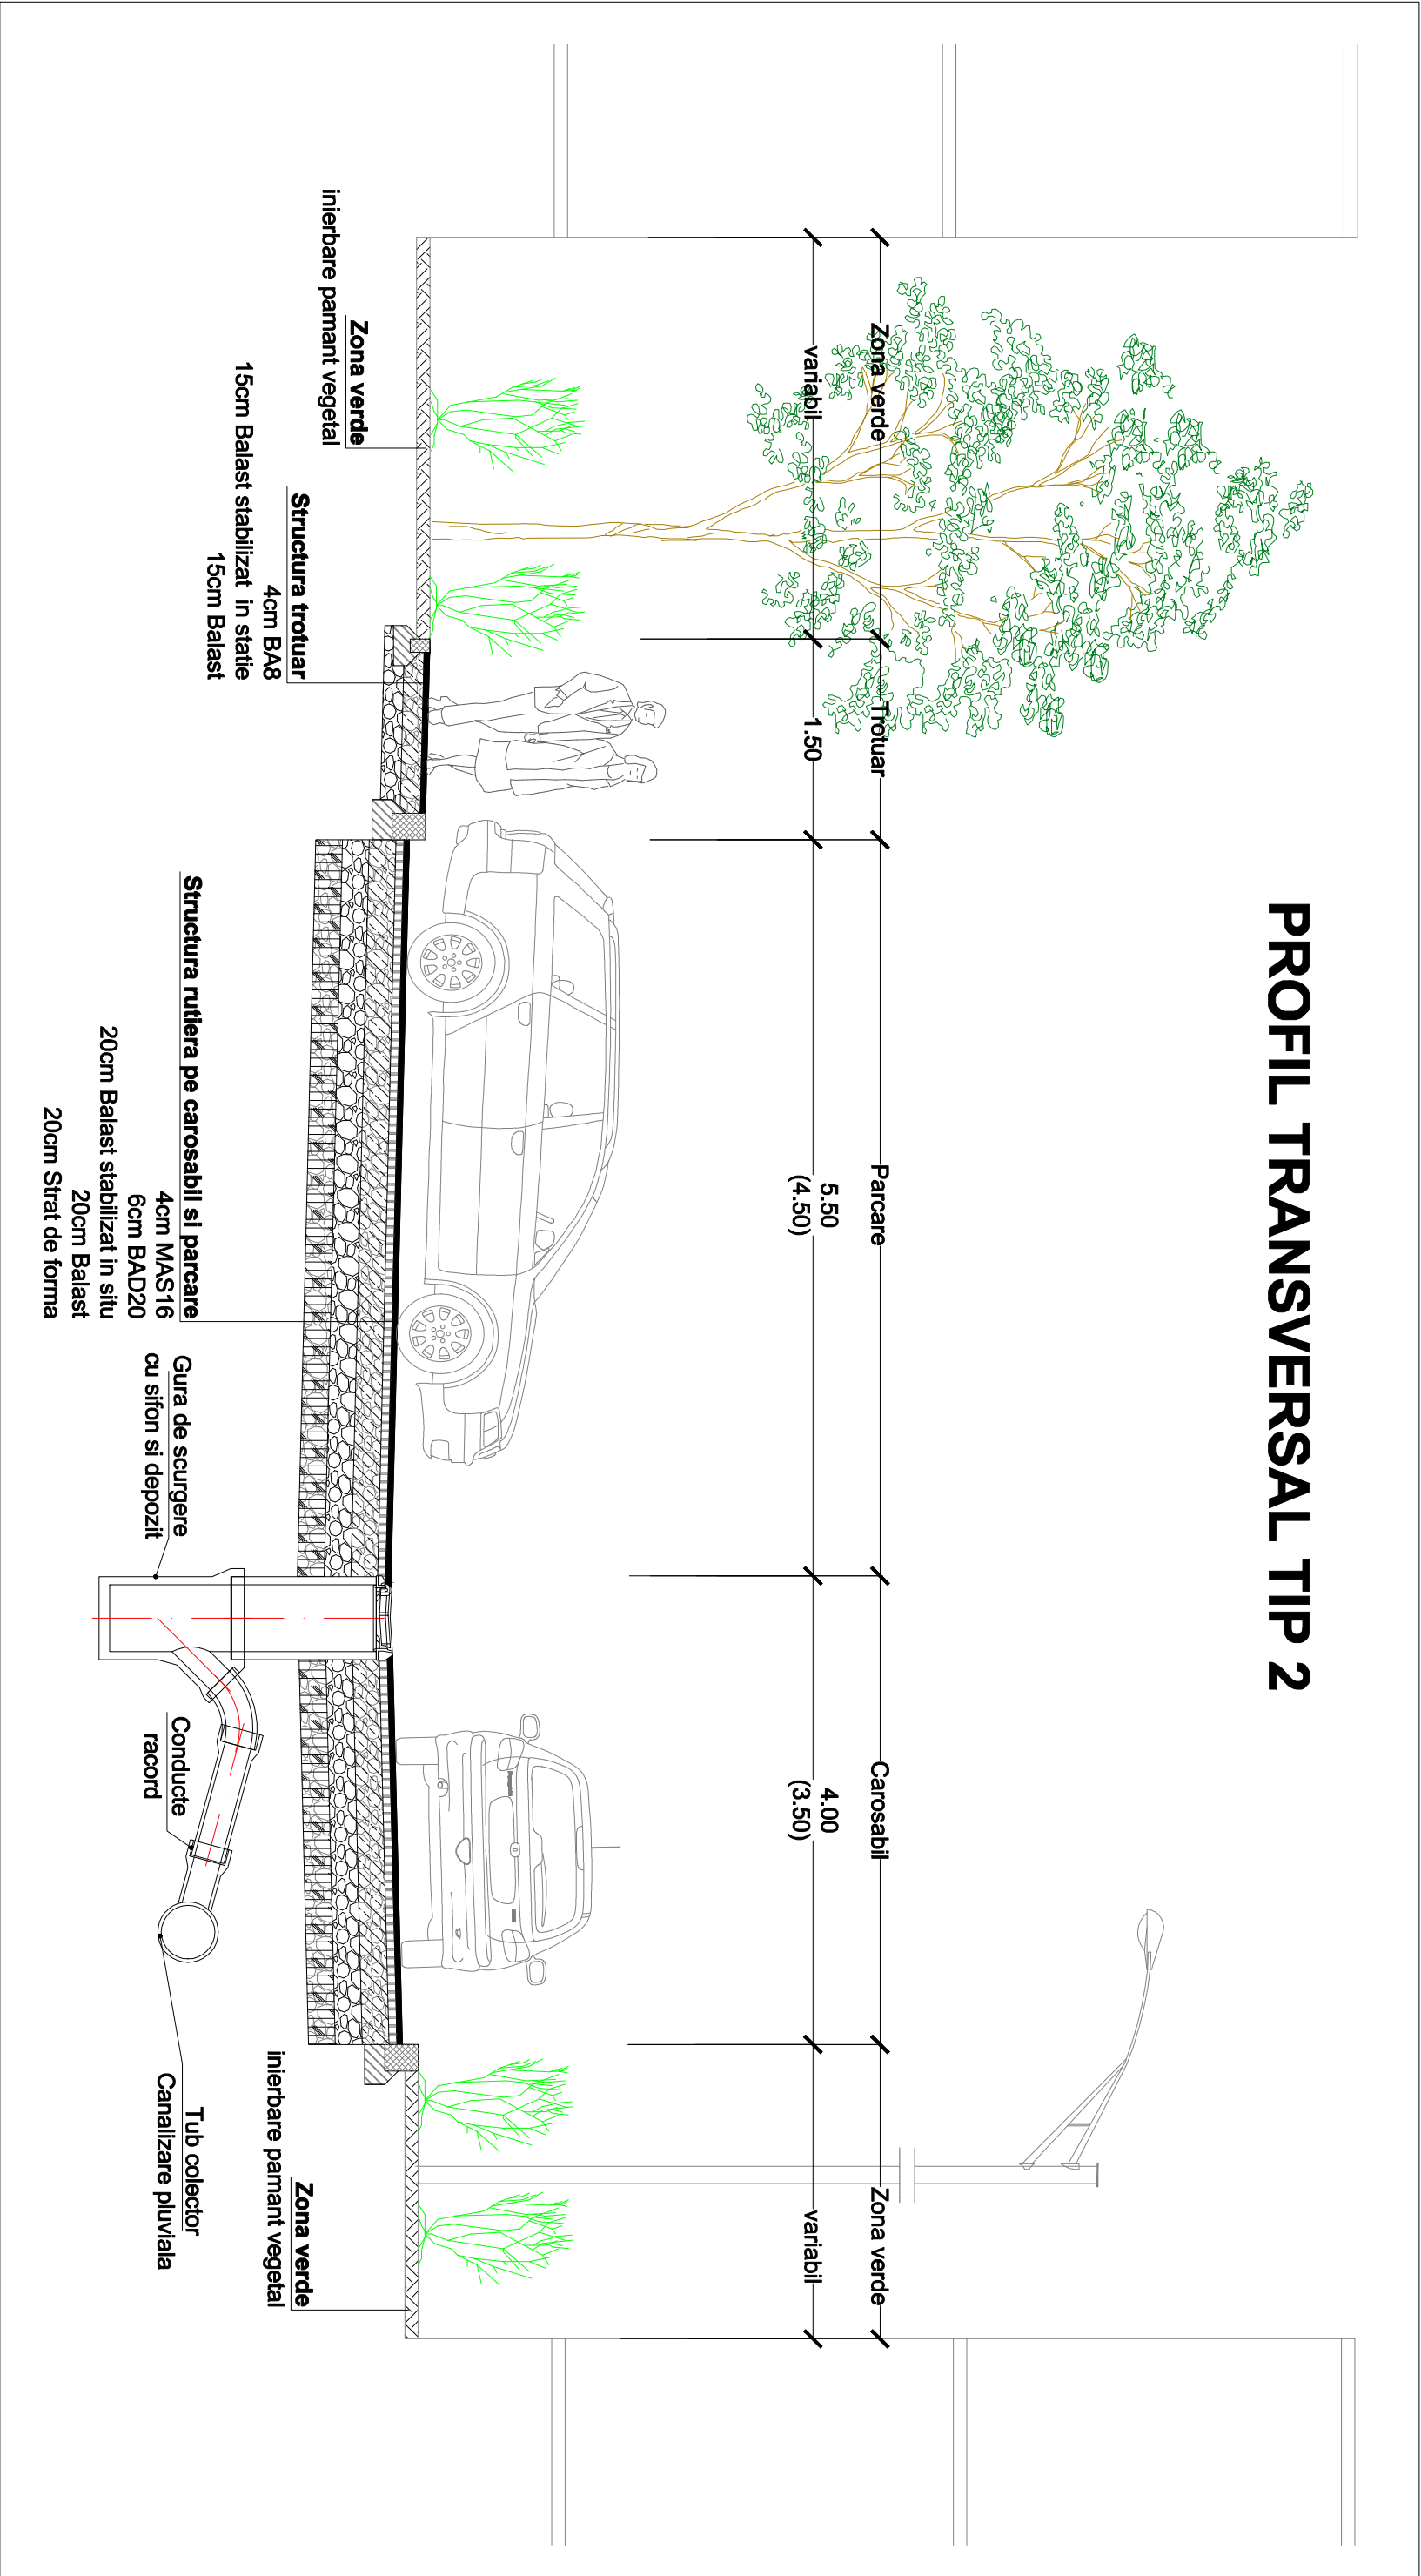 PROFIL TRANSVERSAL TIP 2
Zona verde
Trotuar
Parcare
Carosabil
Zona verde
variabil
1.50
5.50
(4.50)
4.00
(3.50)
variabil
Zona verde
inierbare pamant vegetal
Structura trotuar
4cm BA8
15cm Balast stabilizat in statie
15cm Balast
Structura rutiera pe carosabil si parcare
4cm MAS16
6cm BAD20
20cm Balast stabilizat in situ
20cm Balast
20cm Strat de forma
Gura de scurgere
cu sifon si depozit
Conducte
racord
Tub colector
Canalizare pluviala
Zona verde
inierbare pamant vegetal